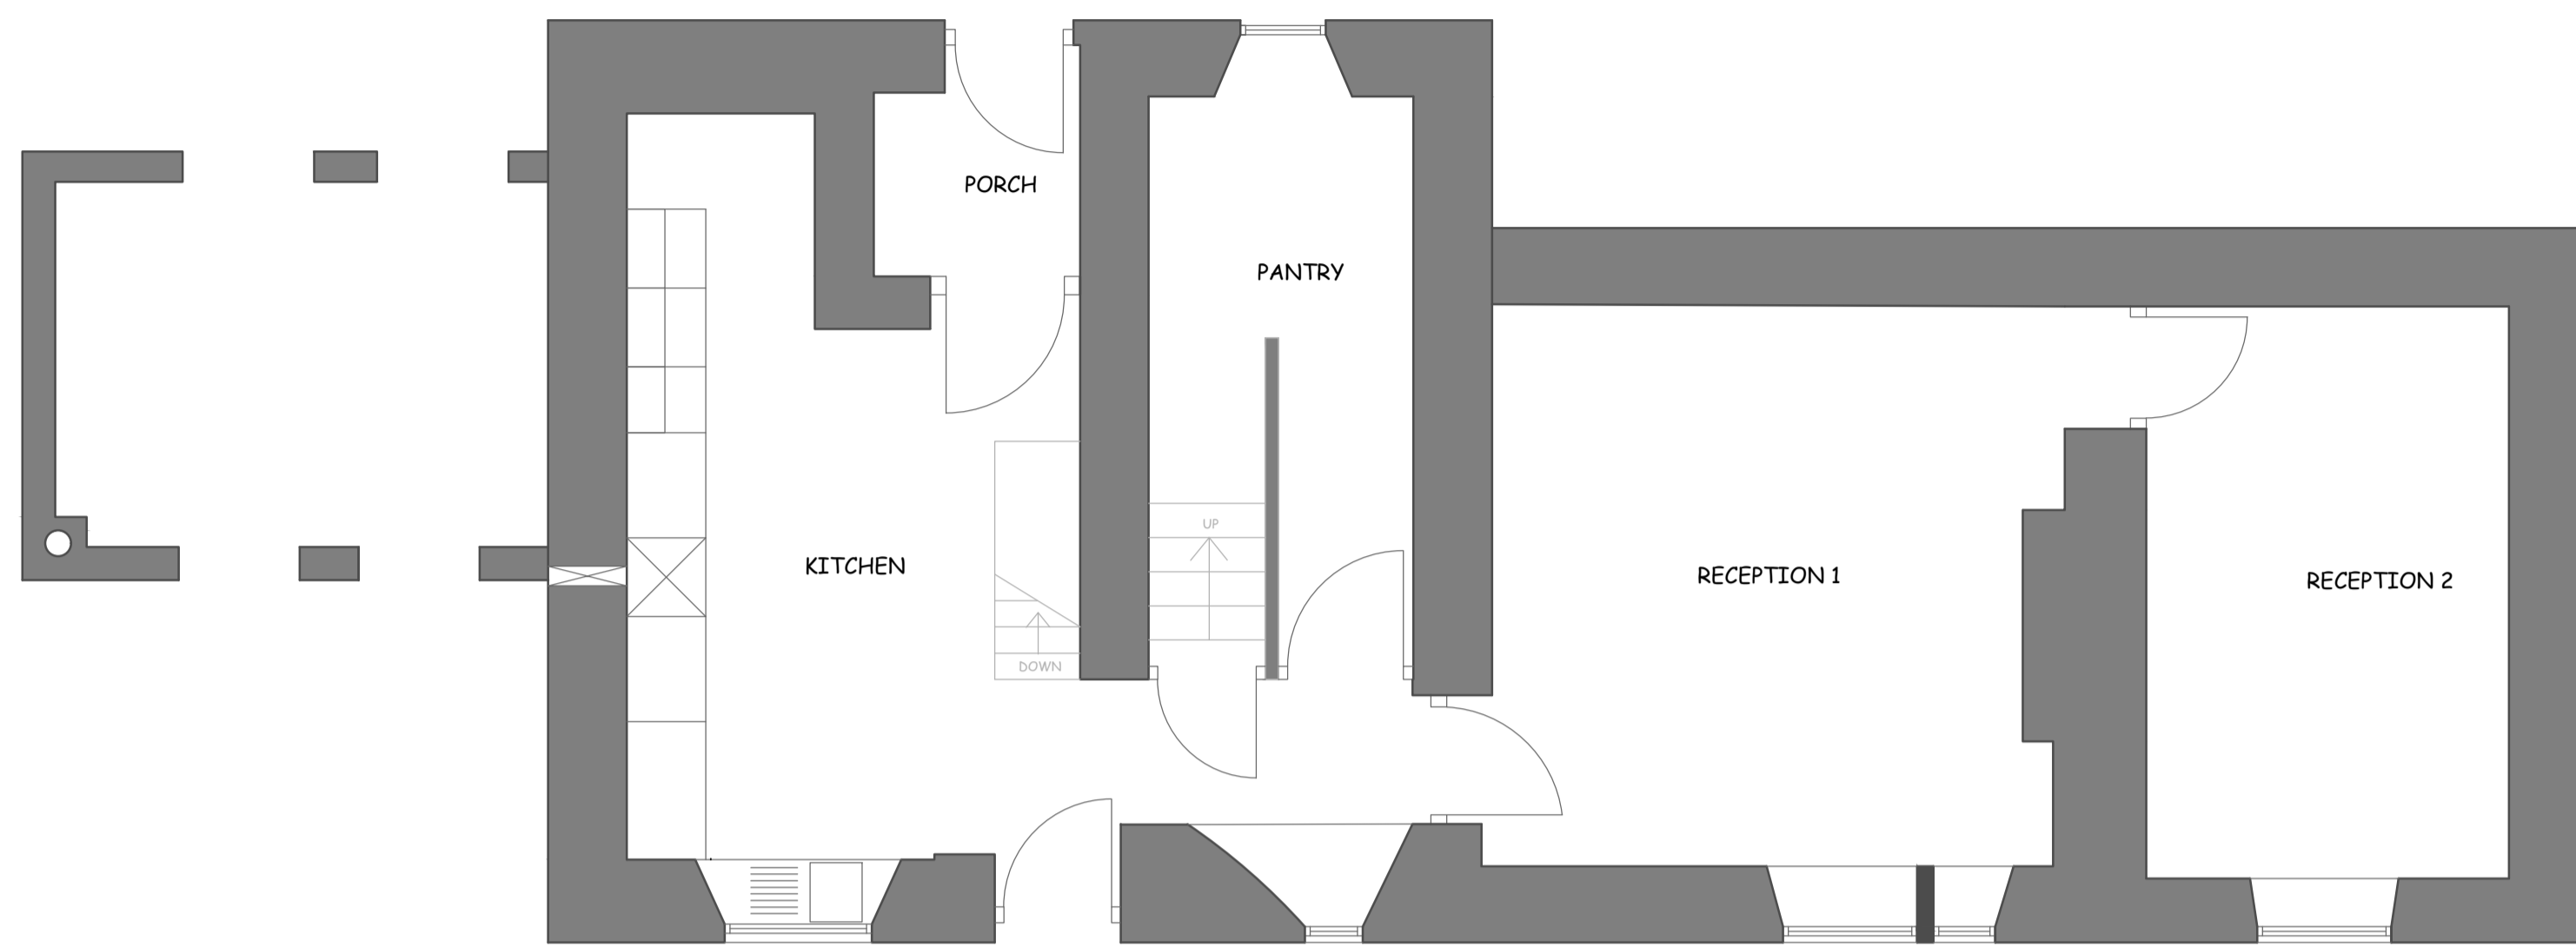 PORCH
PANTRY
UP
KITCHEN
RECEPTION 1
RECEPTION 2
DOWN